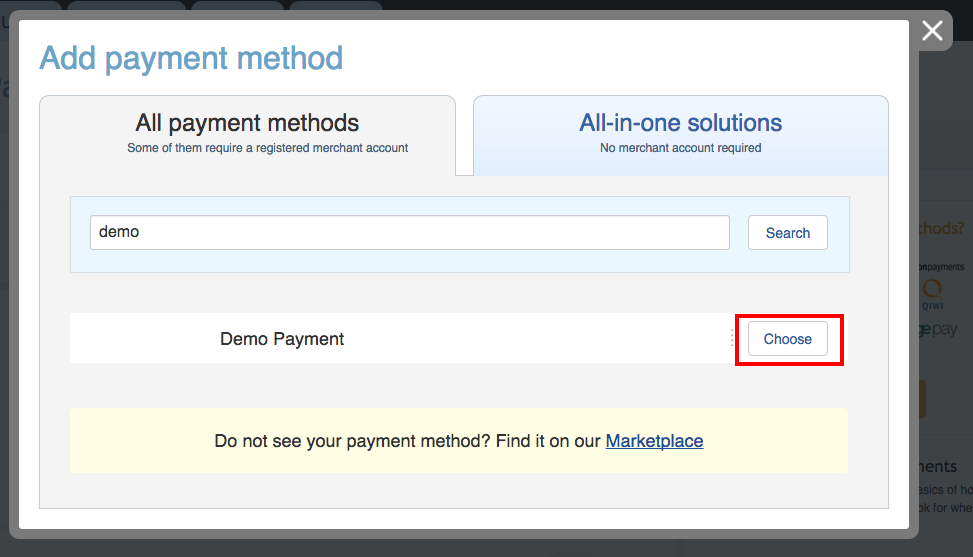 Add payment method
All payment methods
Some of them require a registered merchant account
All-in-one solutions
No merchant account required
demo
Search
Demo Payment
Choose
Do not see your payment method? Find it on our Marketplace
QIWI